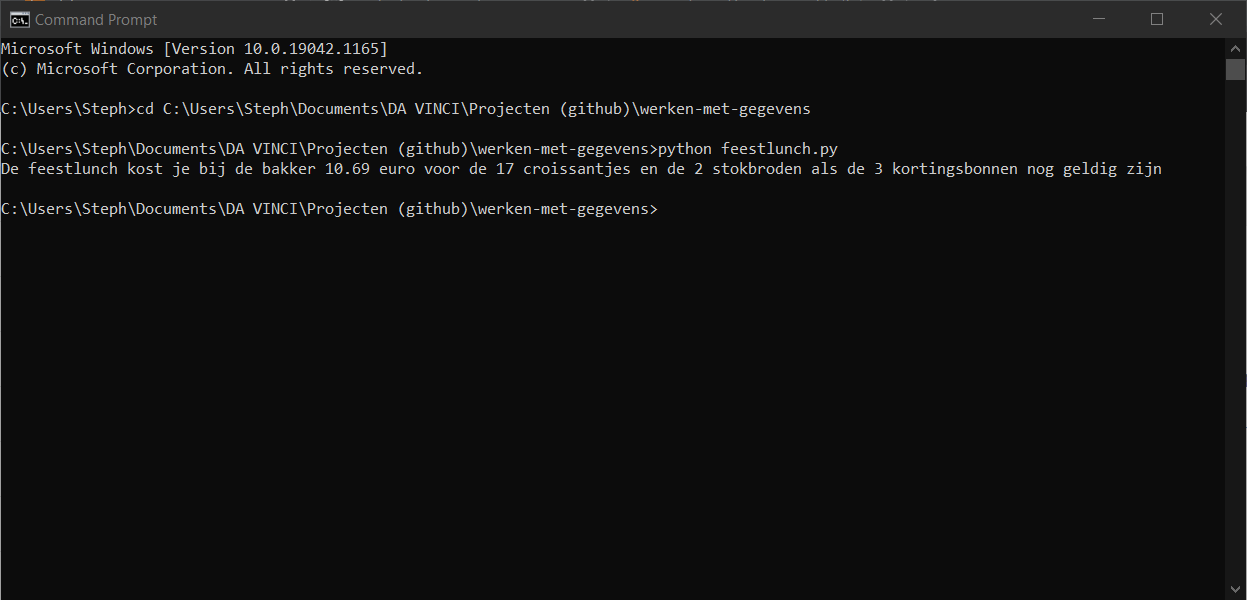 Command Prompt
Microsoft Windows [Version 10.0.19042.1165]
(c) Microsoft Corporation. All rights reserved.
C:\Users\Steph>cd C:\Users\Steph\Documents\DA VINCI\Projecten (github)\werken-met-gegevens
C:\Users\Steph\Documents\DA VINCI\Projecten (github)\werken-met-gegevens>python feestlunch.py
De feestlunch kost je bij de bakker 10.69 euro voor de 17 croissantjes en de 2 stokbroden als de 3 kortingsbonnen nog geldig zijn
C:\Users\Steph\Documents\DA VINCI\Projecten (github)\werken-met-gegevens>